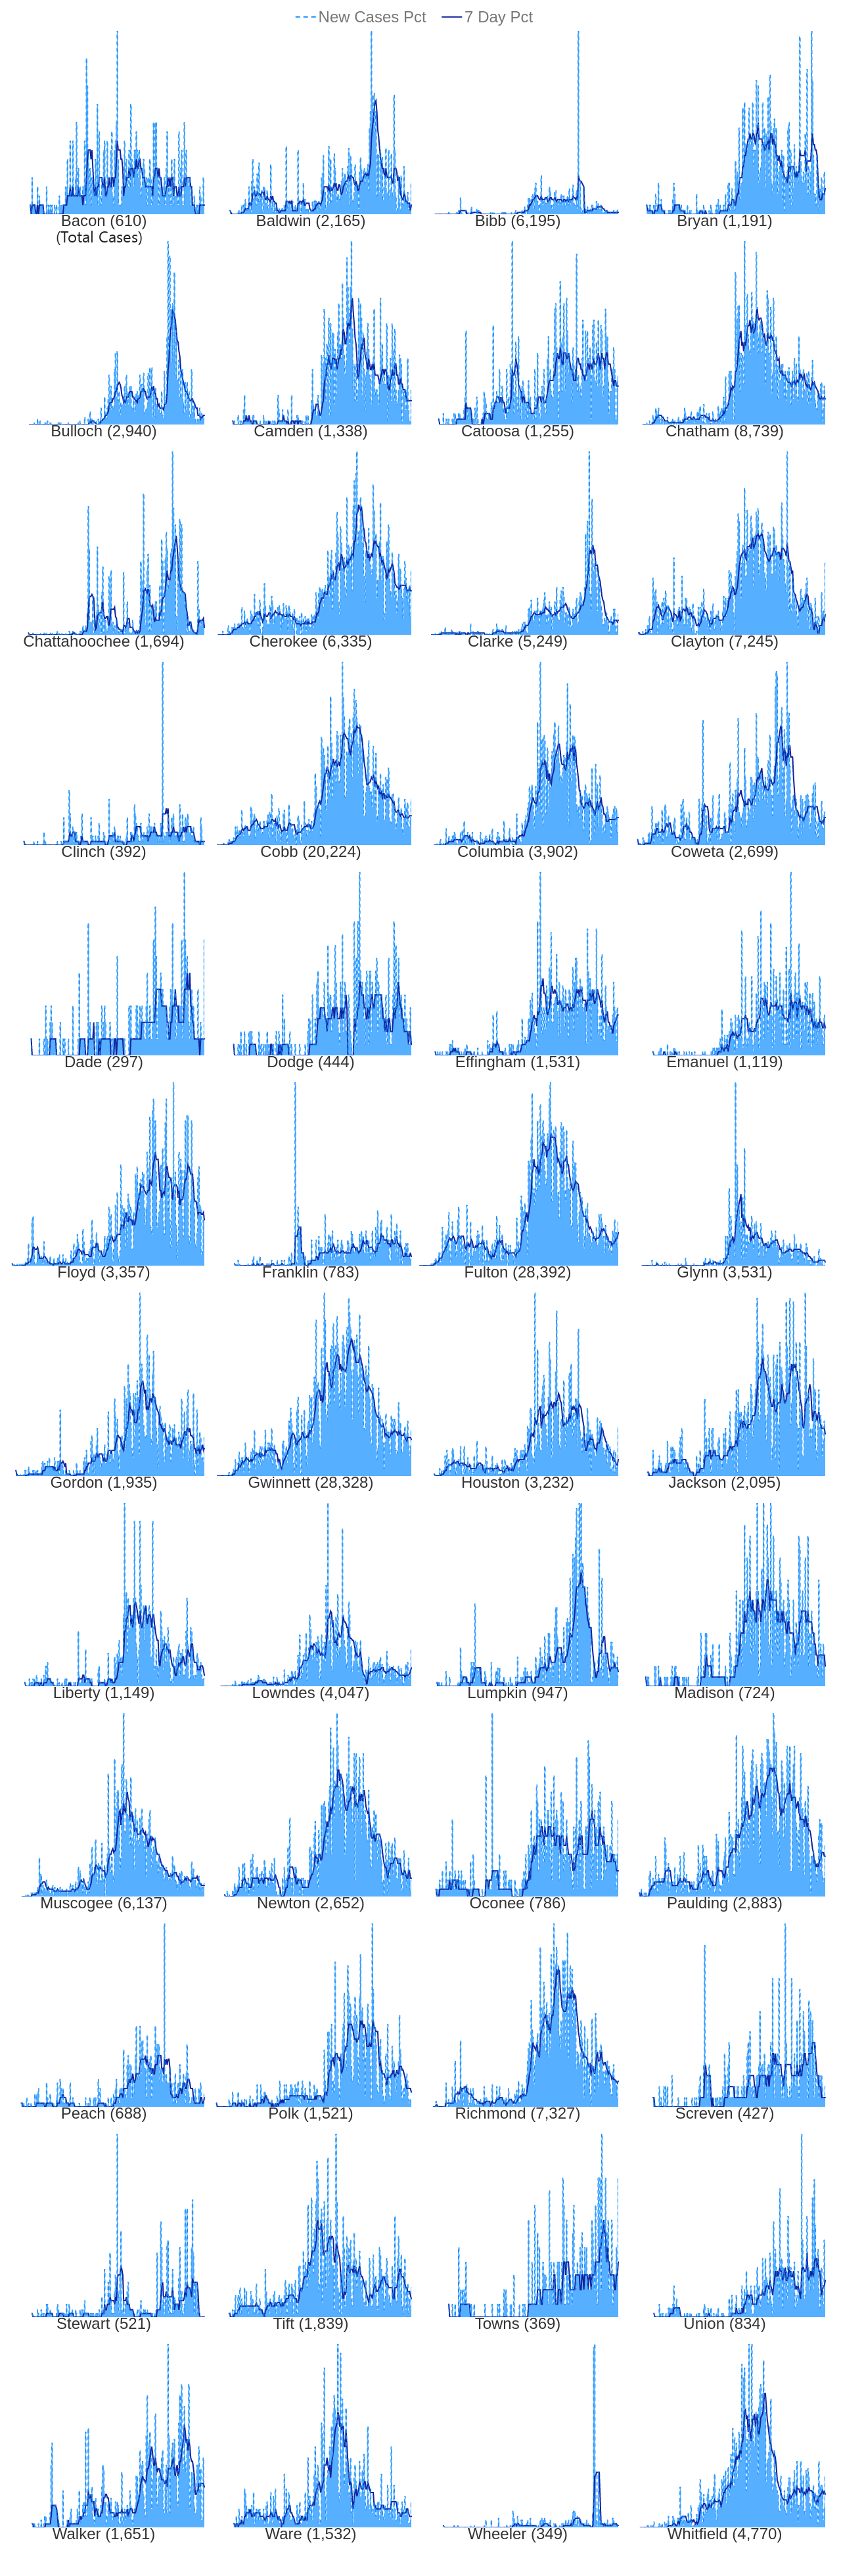 New Cases Pct 7 Day Pct
Bacon (610) Baldwin (2,165) Bibb (6,195) Bryan (1,191)
(Total Cases)
Bulloch (2,940) Camden (1,338) Catoosa (1,255) Chatham (8,739)
Chattahoochee (1,694) Cherokee (6,335) Clarke (5,249) Clayton (7,245)
Clinch (392) Cobb (20,224) Columbia (3,902) Coweta (2,699)
Dade (297) Dodge (444) Effingham (1,531) Emanuel (1,119)
Floyd (3,357) Franklin (783) Fulton (28,392) Glynn (3,531)
Gordon (1,935) Gwinnett (28,328) Houston (3,232) Jackson (2,095)
Liberty (1,149) Lowndes (4,047) Lumpkin (947) Madison (724)
Muscogee (6,137) Newton (2,652) Oconee (786) Paulding (2,883)
Peach (688) Polk (1,521) Richmond (7,327) Screven (427)
Stewart (521) Tift (1,839) Towns (369) Union (834)
Walker (1,651) Ware (1,532) Wheeler (349) Whitfield (4,770)